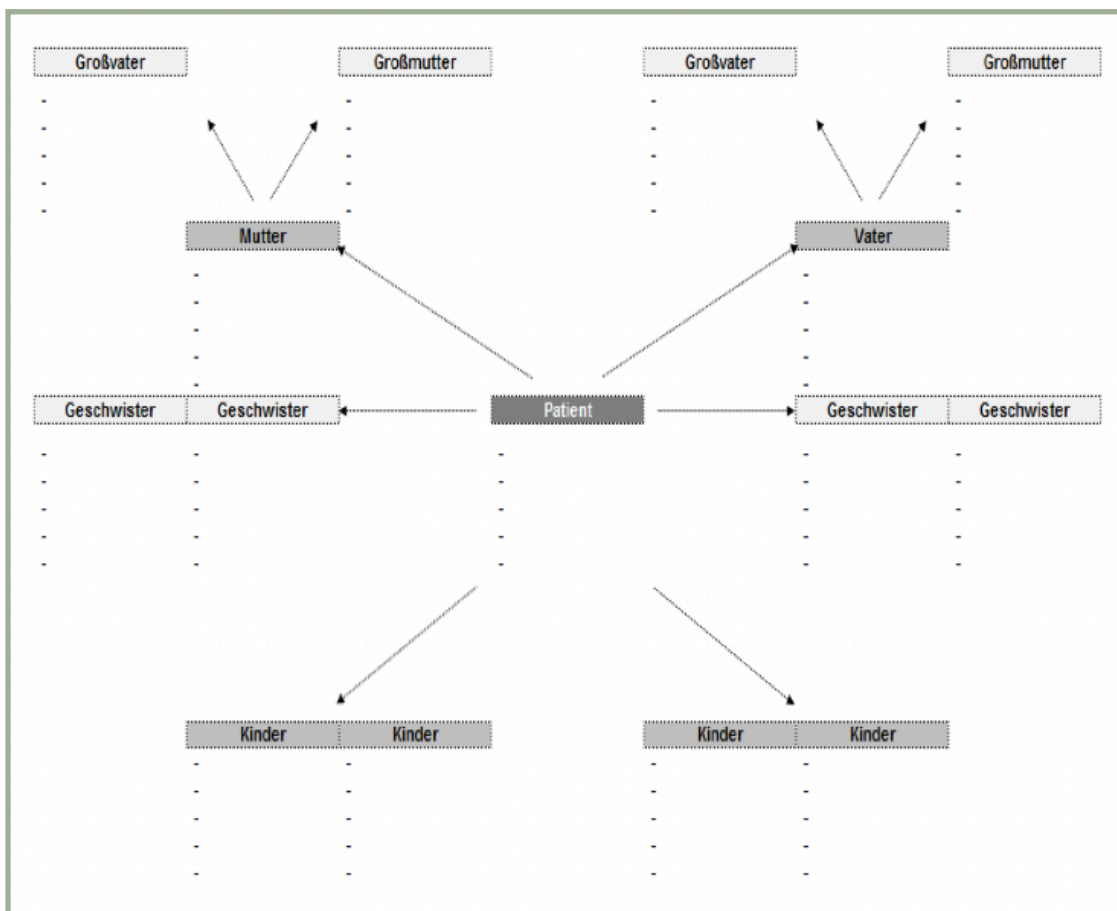 Großvater Großmutter Großvater Großmutter
- - - -
- - - -
- - - -
- - - -
- - - -
Mutter Vater
- -
- -
- -
- -
- -
Geschwister Geschwister Patient Geschwister Geschwister
- - - - -
- - - - -
- - - - -
- - - - -
- - - - -
Kinder Kinder Kinder Kinder
- - - -
- - - -
- - - -
- - - -
- - - -